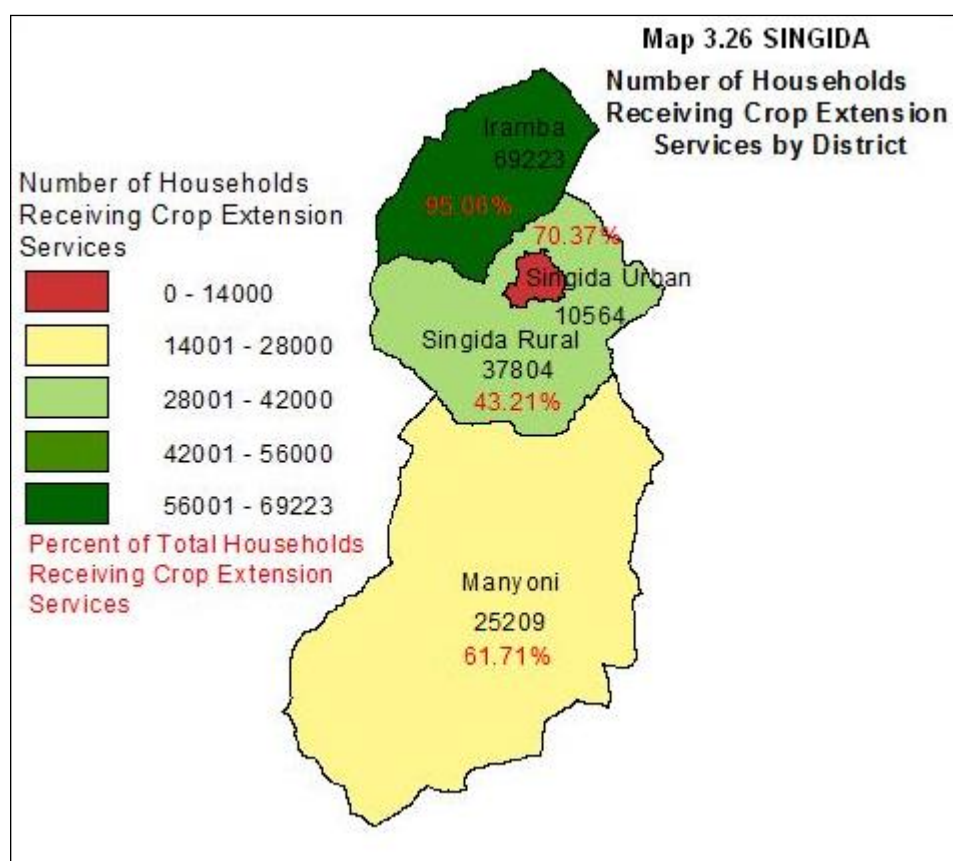 Map 3.26 SINGIDA
Number of Households
Receiving Crop Extension
Services by District
Number of Households
Receiving Crop Extension
Services
0 - 14000
14001 - 28000
28001 - 42000
42001 - 56000
56001 - 69223
Percent of Total Households
Receiving Crop Extension
Services
Iramba
69223
95.06%
70.37%
Singida Urban
10564
Singida Rural
37804
43.21%
Manyoni
25209
61.71%